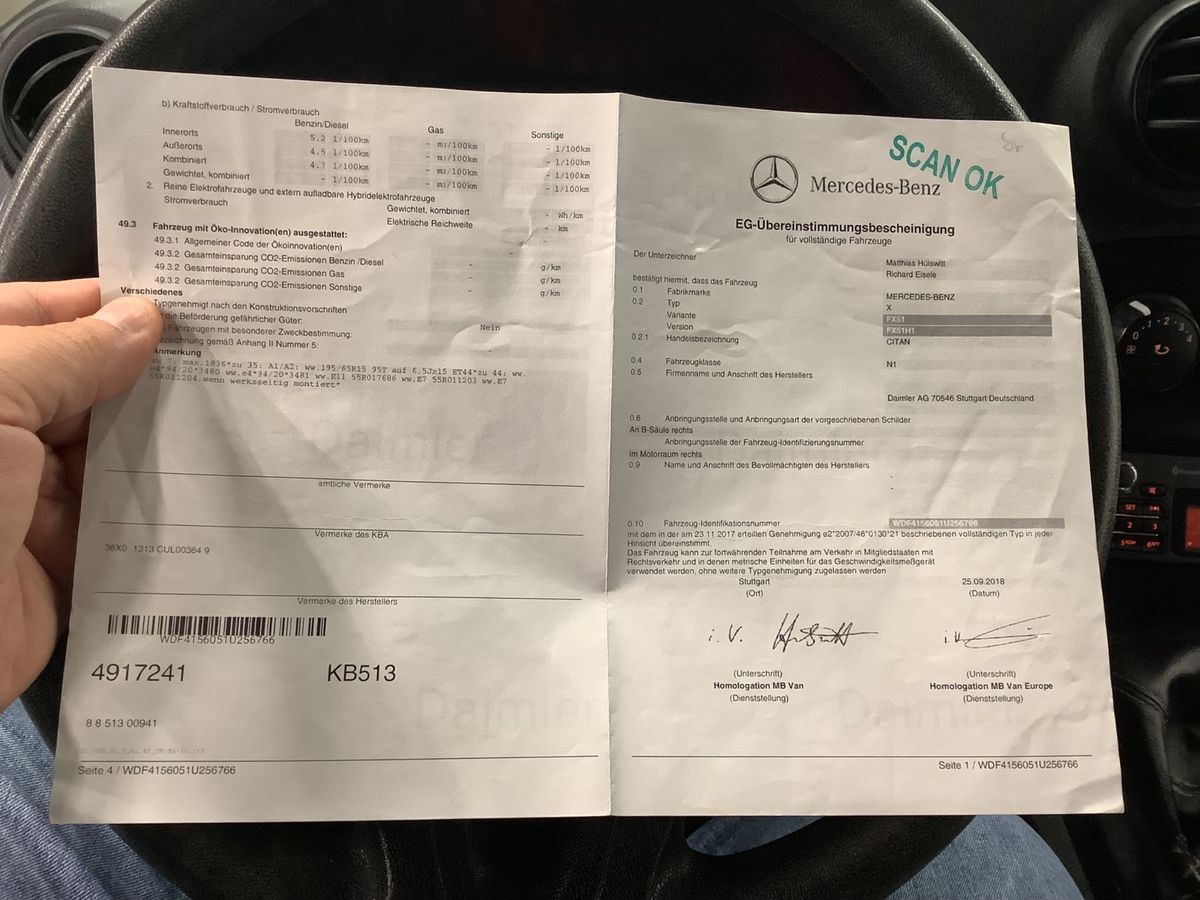 b) Kraftstoffverbrauch / Stromverbrauch
Benzin/Diesel Gas Sonstige
Innerorts 5.2 l/100km - m3/100km - l/100km
Außerorts 4.5 l/100km - m3/100km - l/100km
Kombiniert 4.7 l/100km - m3/100km - l/100km
Gewichtet, kombiniert - l/100km - m3/100km - l/100km
2. Reine Elektrofahrzeuge und extern aufladbare Hybridelektrofahrzeuge
Stromverbrauch Gewichtet, kombiniert - Wh/km
Elektrische Reichweite - km
49.3 Fahrzeug mit Öko-Innovation(en) ausgestattet: -
49.3.1 Allgemeiner Code der Ökoinnovation(en) -
49.3.2 Gesamteinsparung CO2-Emissionen Benzin /Diesel - g/km
49.3.2 Gesamteinsparung CO2-Emissionen Gas - g/km
49.3.2 Gesamteinsparung CO2-Emissionen Sonstige - g/km
Verschiedenes
Typgenehmigt nach den Konstruktionsvorschriften
die Beförderung gefährlicher Güter: Nein
Fahrzeugen mit besonderer Zweckbestimmung:
gemäß Anhang II Nummer 5: -
Anmerkung
zu 7: max.1836*zu 35: A1/A2; ww.195/65R15 95T auf 6,5Jx15 ET44*zu 44: ww.
e4*94/20*3480 ww.e4*94/20*3481 ww.E11 55R017686 ww.E7 55R011203 ww.E7
55R011204,wenn werksseitig montiert*
amtliche Vermerke
Vermerke des KBA
36X0 1313 CUL00364 9
Vermerke des Herstellers
WDF4156051U256766
4917241 KB513
8 8 513 00941
Seite 4 / WDF4156051U256766
SCAN OK
Mercedes-Benz
EG-Übereinstimmungsbescheinigung
für vollständige Fahrzeuge
Der Unterzeichner Matthias Hülswitt
Richard Eisele
bestätigt hiermit, dass das Fahrzeug
0.1 Fabrikmarke MERCEDES-BENZ
0.2 Typ X
Variante FX51
Version FX51H1
0.2.1 Handelsbezeichnung CITAN
0.4 Fahrzeugklasse N1
0.5 Firmenname und Anschrift des Herstellers
Daimler AG 70546 Stuttgart Deutschland
0.6 Anbringungsstelle und Anbringungsart der vorgeschriebenen Schilder
An B-Säule rechts
Anbringungsstelle der Fahrzeug-Identifizierungsnummer
Im Motorraum rechts
0.9 Name und Anschrift des Bevollmächtigten des Herstellers
-
-
0.10 Fahrzeug-Identifikationsnummer WDF4156051U256766
mit dem in der am 23.11.2017 erteilten Genehmigung e2*2007/46*0130*21 beschriebenen vollständigen Typ in jeder
Hinsicht übereinstimmt.
Das Fahrzeug kann zur fortwährenden Teilnahme am Verkehr in Mitgliedstaaten mit
Rechtsverkehr und in denen metrische Einheiten für das Geschwindigkeitsmeßgerät
verwendet werden, ohne weitere Typgenehmigung zugelassen werden
Stuttgart 25.09.2018
(Ort) (Datum)
i. V. i.V.
(Unterschrift) (Unterschrift)
Homologation MB Van Homologation MB Van Europe
(Dienststellung) (Dienststellung)
Seite 1 / WDF4156051U256766
0 1 2 3 4
SET
2 3